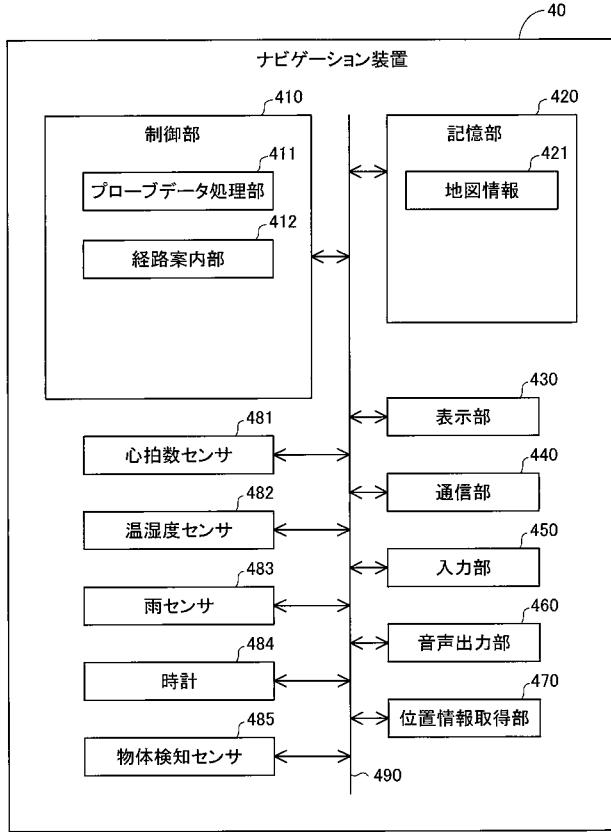 40
ナビゲーション装置
410
制御部
411
プローブデータ処理部
412
経路案内部
420
記憶部
421
地図情報
430
表示部
440
通信部
450
入力部
460
音声出力部
470
位置情報取得部
481
心拍数センサ
482
温湿度センサ
483
雨センサ
484
時計
485
物体検知センサ
490